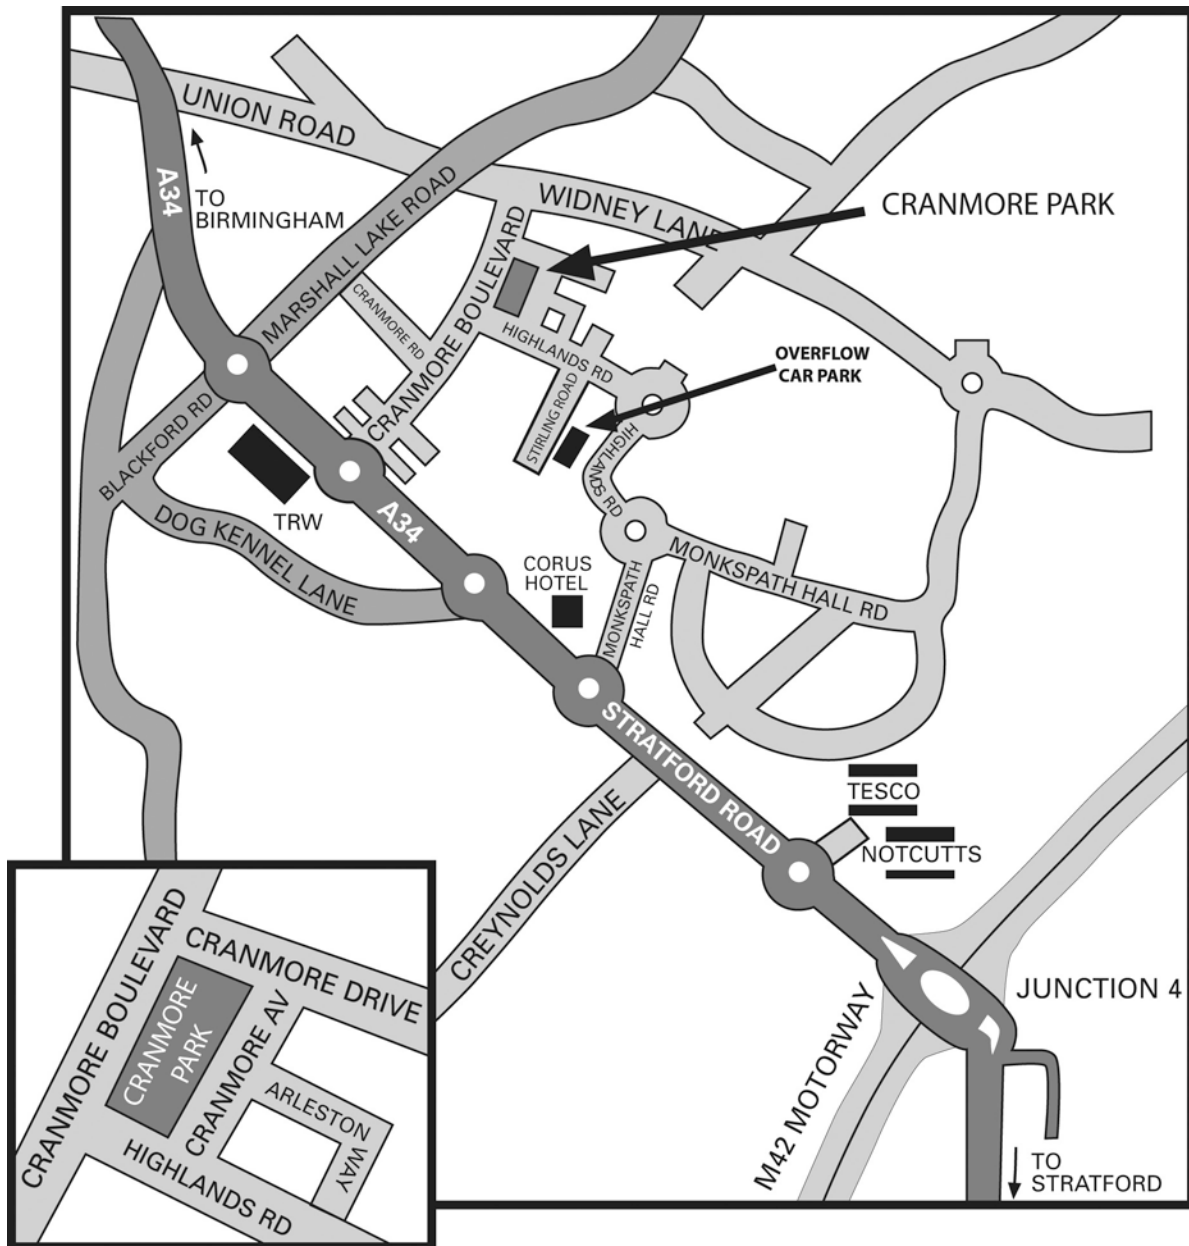 UNION ROAD
A34
TO
BIRMINGHAM
MARSHALL LAKE ROAD
WIDNEY LANE
CRANMORE PARK
CRANMORE BOULEVARD
CRANMORE RD
HIGHLANDS RD
OVERFLOW
CAR PARK
STIRLING ROAD
HIGHLANDS RD
BLACKFORD RD
TRW
A34
DOG KENNEL LANE
CORUS
HOTEL
MONKSPATH
HALL RD
MONKSPATH HALL RD
STRATFORD ROAD
CREYNOLDS LANE
TESCO
NOTCUTTS
JUNCTION 4
M42 MOTORWAY
TO
STRATFORD
CRANMORE BOULEVARD
CRANMORE DRIVE
CRANMORE
PARK
CRANMORE AV
ARLESTON
WAY
HIGHLANDS RD